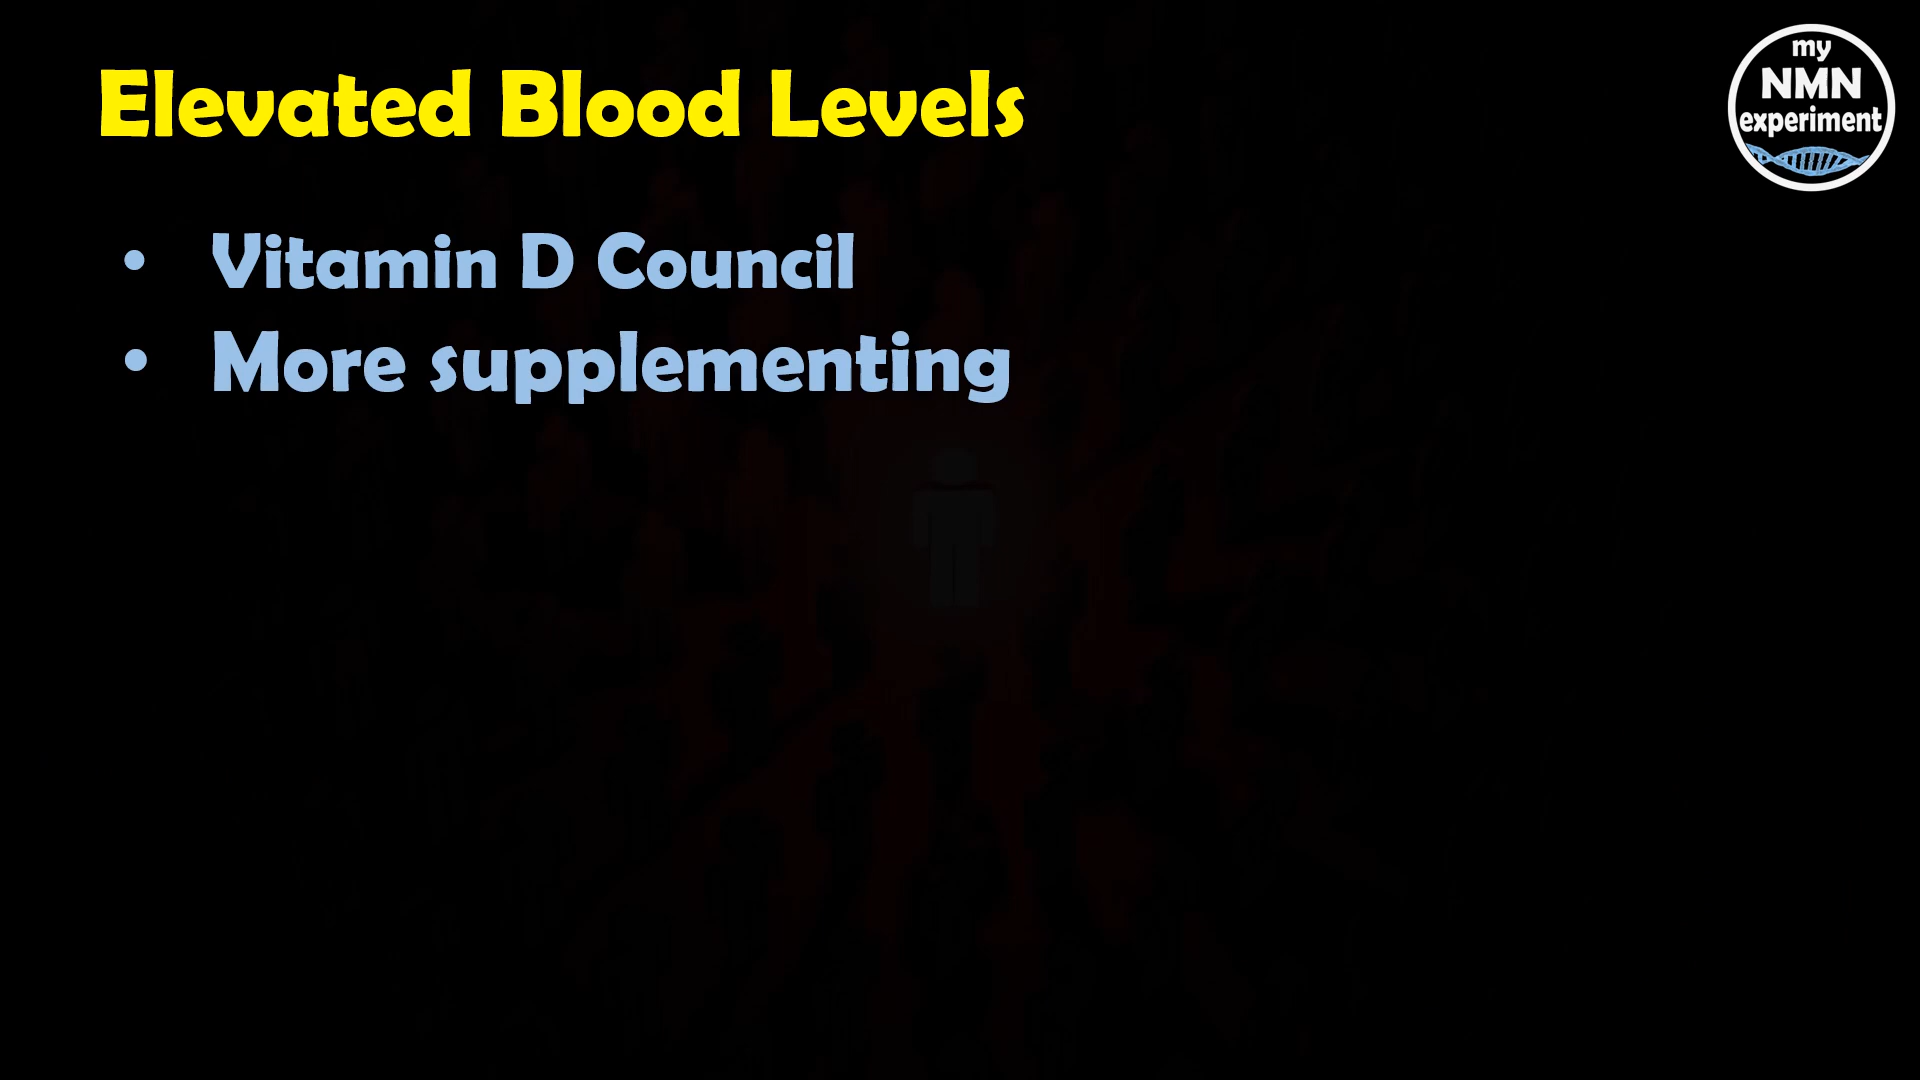 Elevated Blood Levels
my
NMN
experiment
• Vitamin D Council
• More supplementing